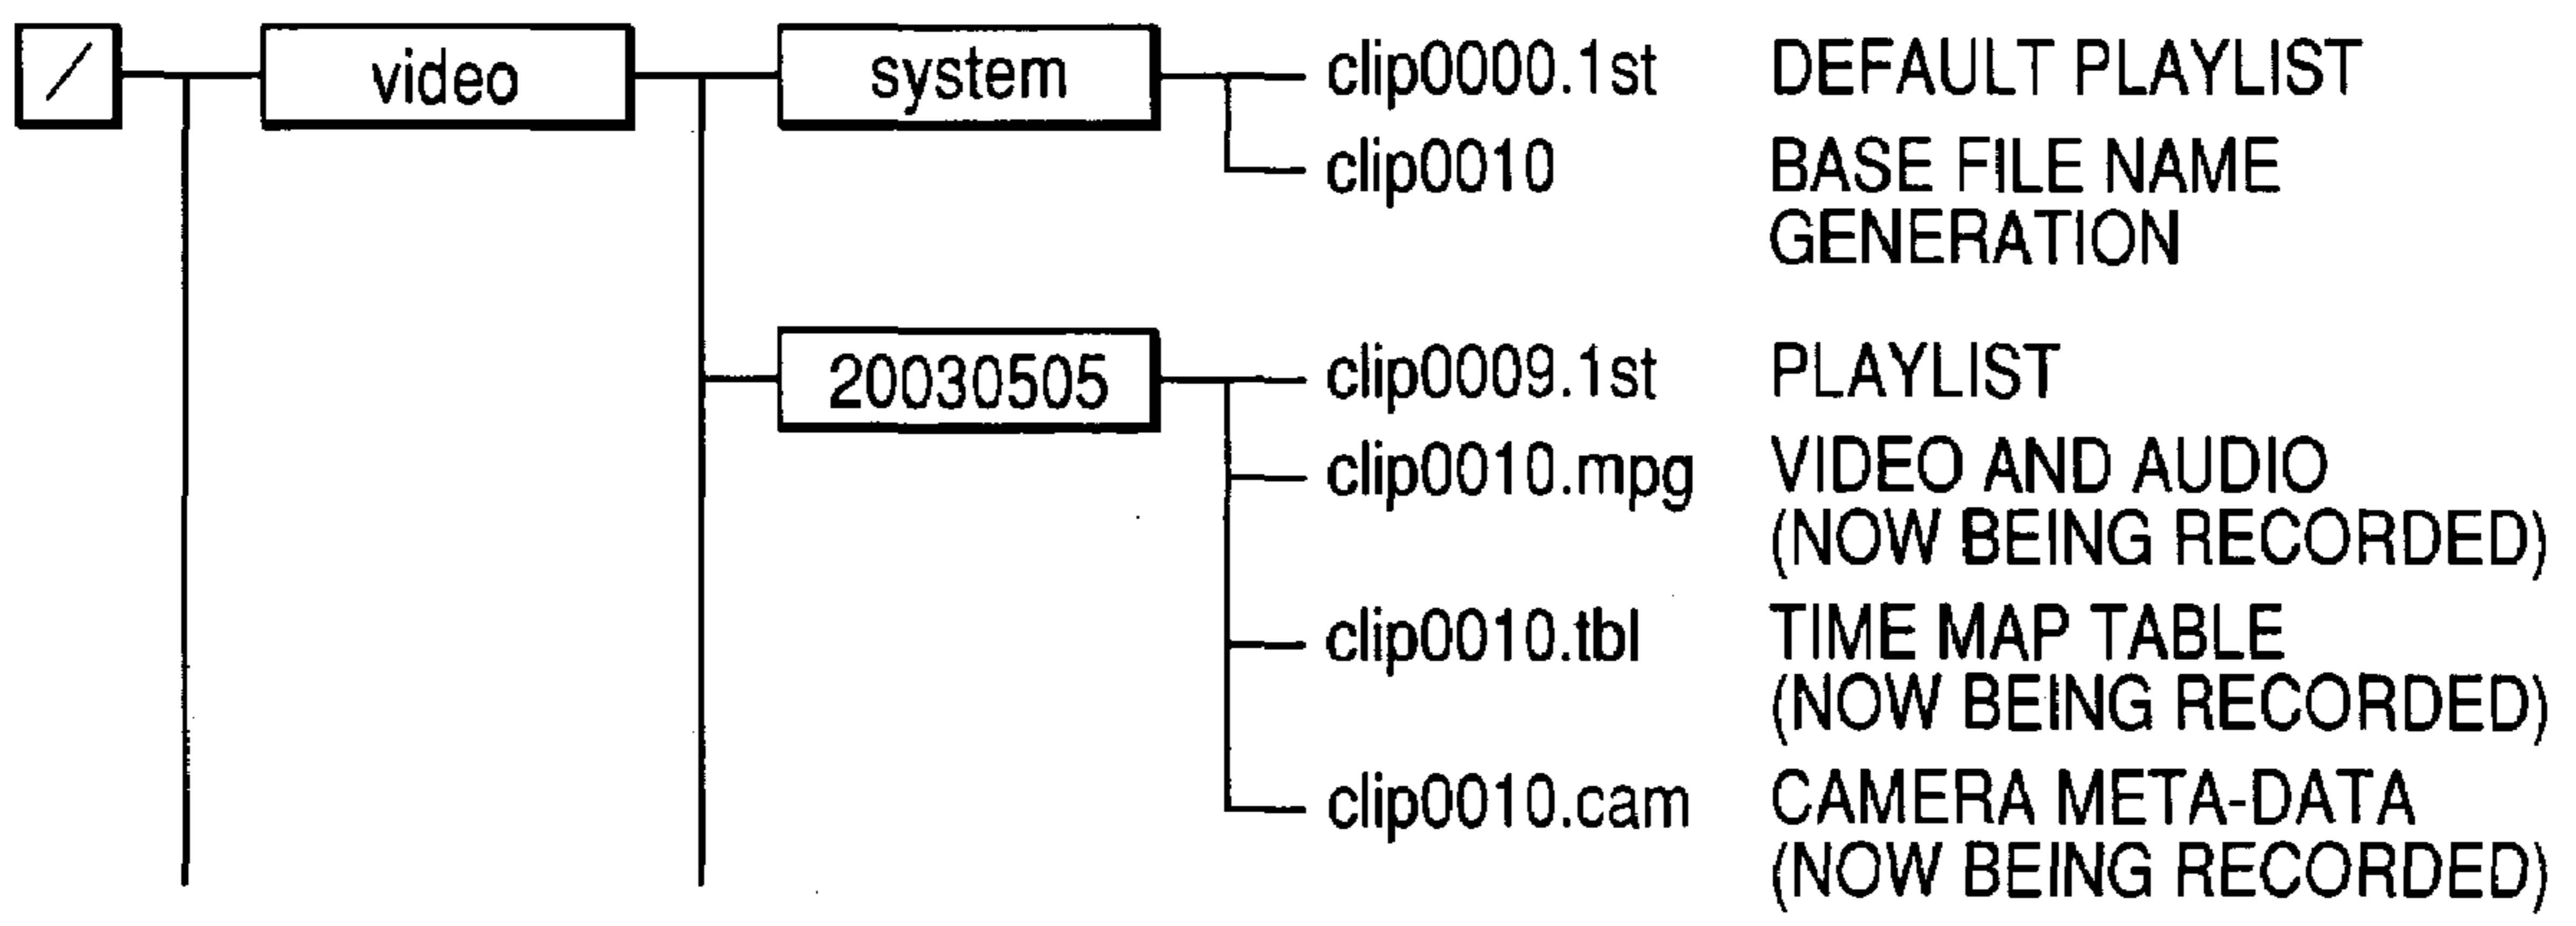 / video system clip0000.1st DEFAULT PLAYLIST
clip0010 BASE FILE NAME
GENERATION
20030505 clip0009.1st PLAYLIST
clip0010.mpg VIDEO AND AUDIO
(NOW BEING RECORDED)
clip0010.tbl TIME MAP TABLE
(NOW BEING RECORDED)
clip0010.cam CAMERA META-DATA
(NOW BEING RECORDED)